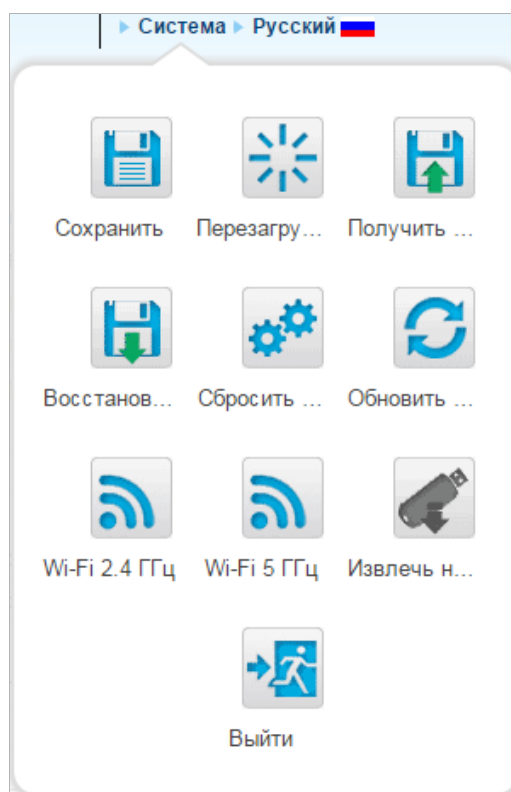 Система Русский
Сохранить Перезагру... Получить ...
Восстанов... Сбросить ... Обновить ...
Wi-Fi 2.4 ГГц Wi-Fi 5 ГГц Извлечь н...
Выйти